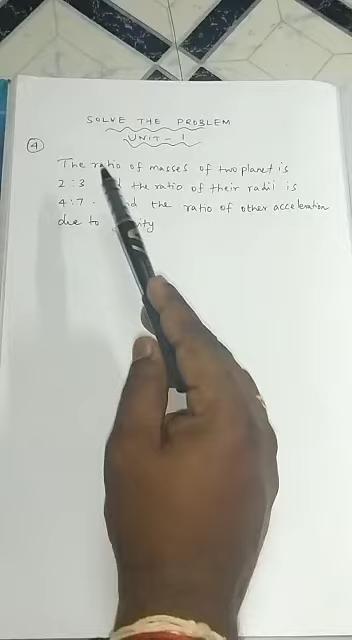 SOLVE THE PROBLEM
UNIT - 1
4
The ratio of masses of two planet is
2:3 the ratio of their radii is
4:7. the ratio of other acceleration
due to